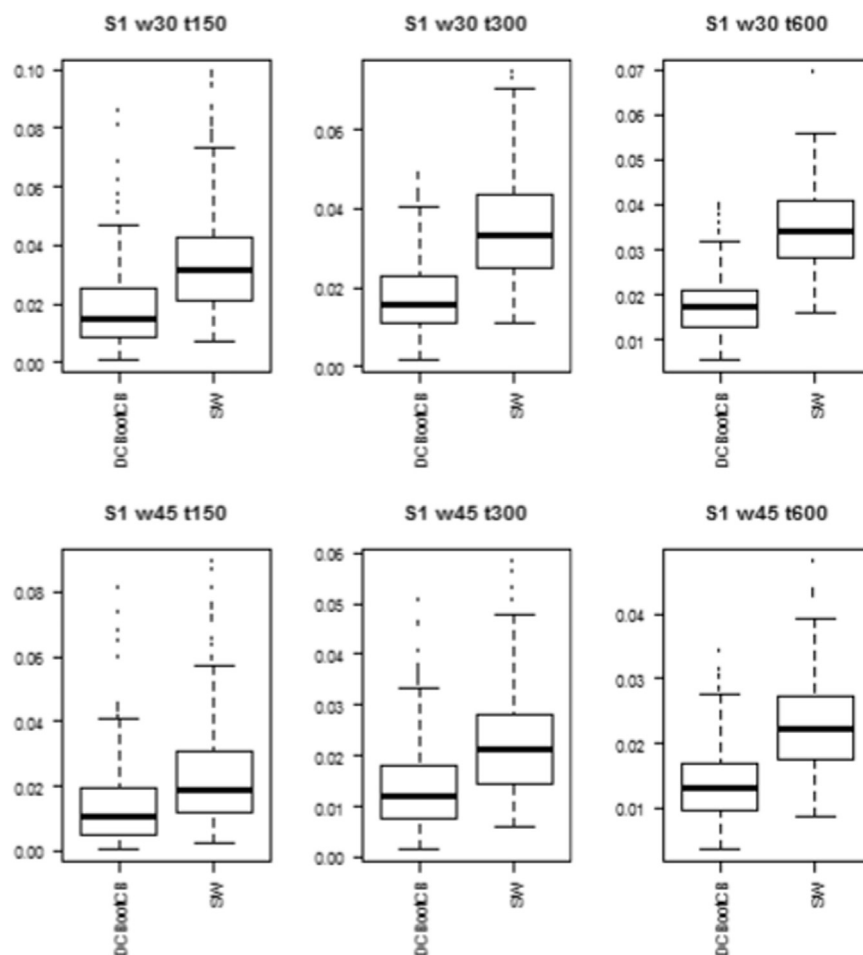 S1 w30 t150
0.10
0.08
0.06
0.04
0.02
0.00
DCBootCB
SW
S1 w30 t300
0.06
0.04
0.02
0.00
DCBootCB
SW
S1 w30 t600
0.07
0.06
0.05
0.04
0.03
0.02
0.01
DCBootCB
SW
S1 w45 t150
0.08
0.06
0.04
0.02
0.00
DCBootCB
SW
S1 w45 t300
0.06
0.05
0.04
0.03
0.02
0.01
0.00
DCBootCB
SW
S1 w45 t600
0.04
0.03
0.02
0.01
DCBootCB
SW